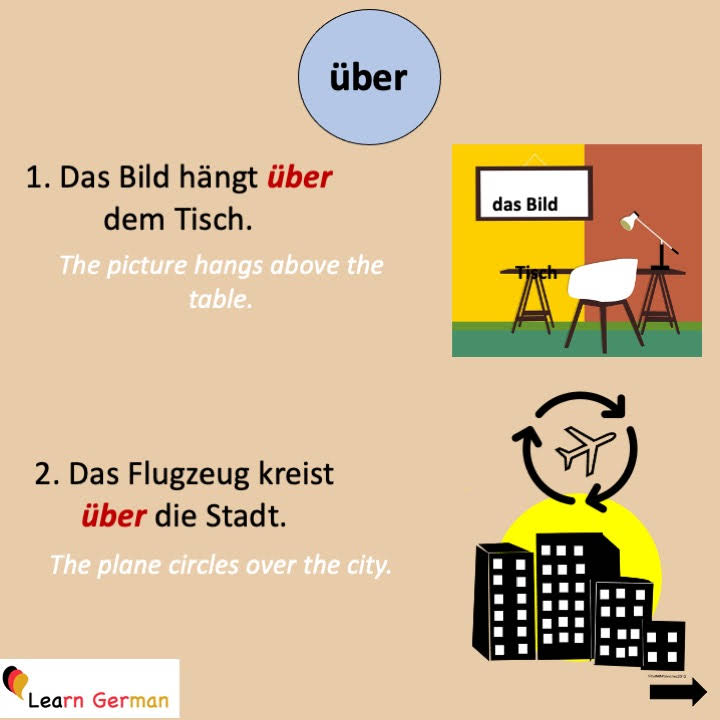 über
1. Das Bild hängt über
dem Tisch.
The picture hangs above the
table.
das Bild
Tisch
2. Das Flugzeug kreist
über die Stadt.
The plane circles over the city.
Learn German